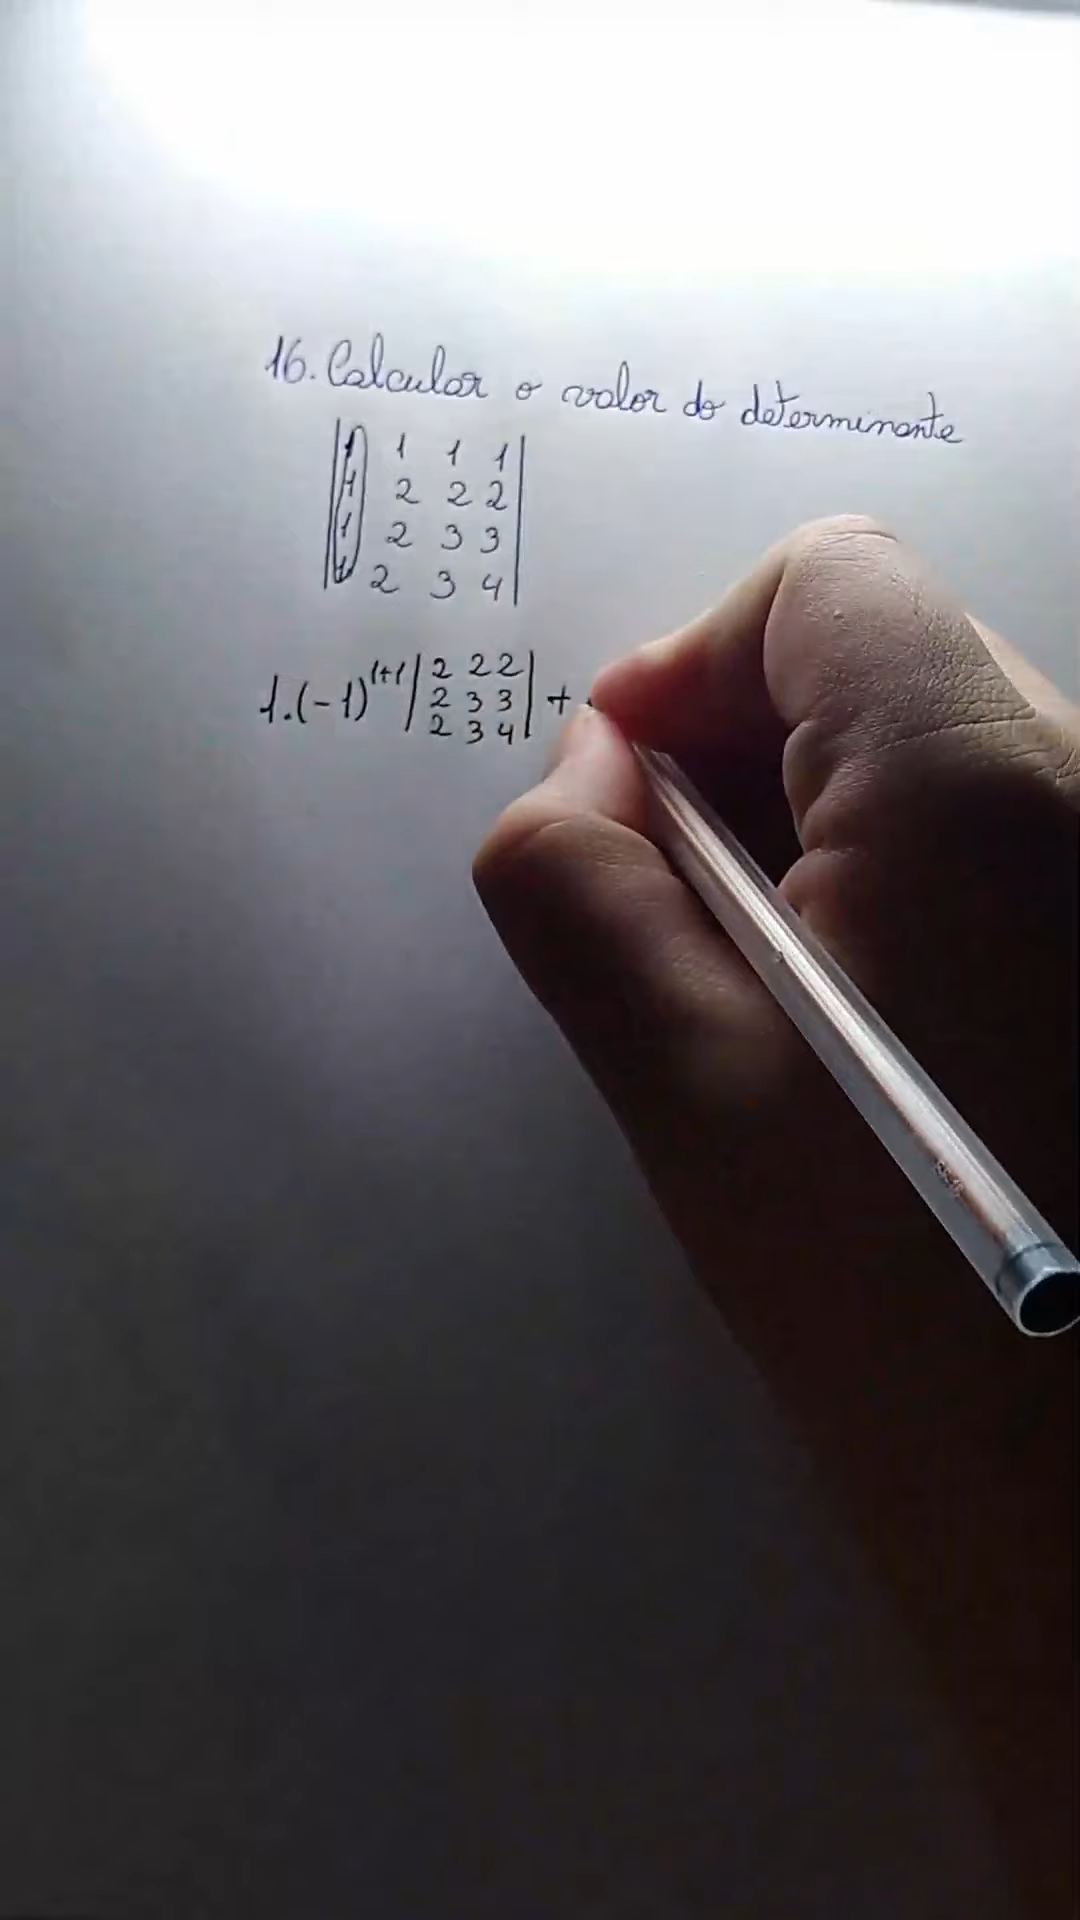 16. Calcular o valor do determinante
| 1 1 1 1 |
| 1 2 2 2 |
| 1 2 3 3 |
| 1 2 3 4 |
1.(-1)^{1+1} | 2 2 2 | +
| 2 3 3 |
| 2 3 4 |